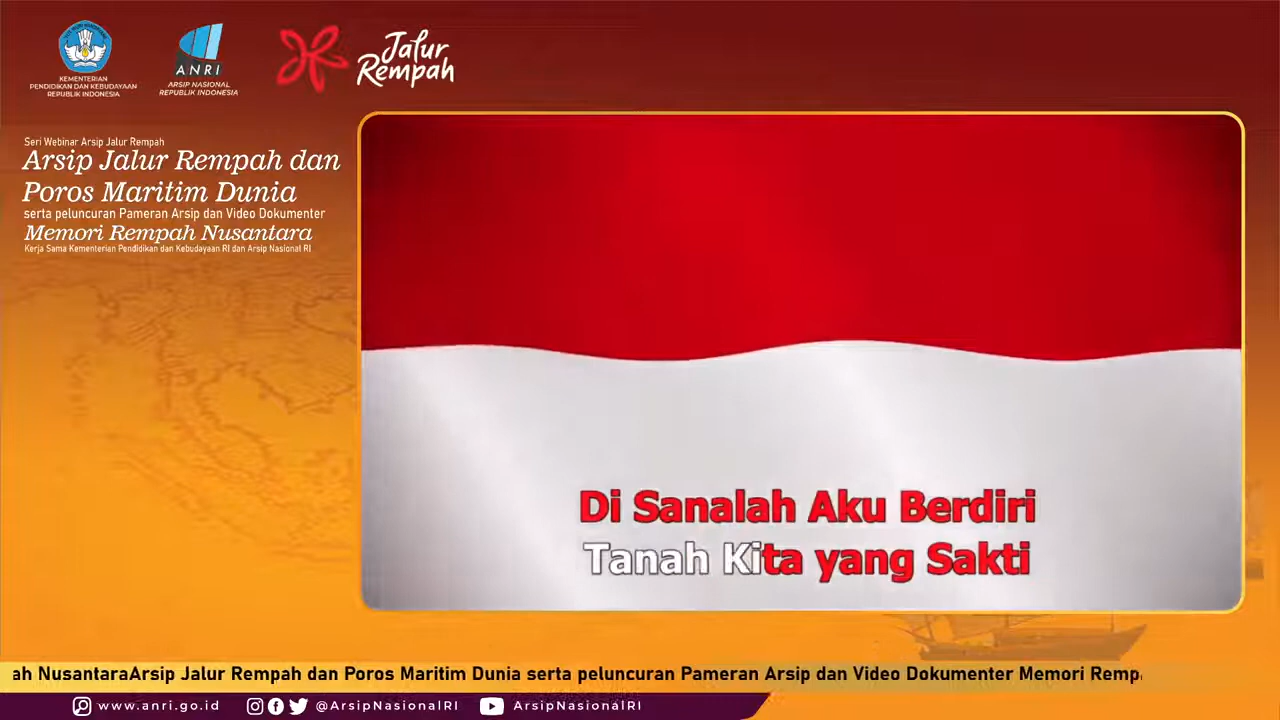 KEMENTERIAN
PENDIDIKAN DAN KEBUDAYAAN
REPUBLIK INDONESIA
ANRI
ARSIP NASIONAL
REPUBLIK INDONESIA
Jalur
Rempah
Seri Webinar Arsip Jalur Rempah
Arsip Jalur Rempah dan
Poros Maritim Dunia
serta peluncuran Pameran Arsip dan Video Dokumenter
Memori Rempah Nusantara
Kerja Sama Kementerian Pendidikan dan Kebudayaan RI dan Arsip Nasional RI
Di Sanalah Aku Berdiri
Tanah Kita yang Sakti
ah NusantaraArsip Jalur Rempah dan Poros Maritim Dunia serta peluncuran Pameran Arsip dan Video Dokumenter Memori Remp
www.anri.go.id @ArsipNasionalRI ArsipNasionalRI